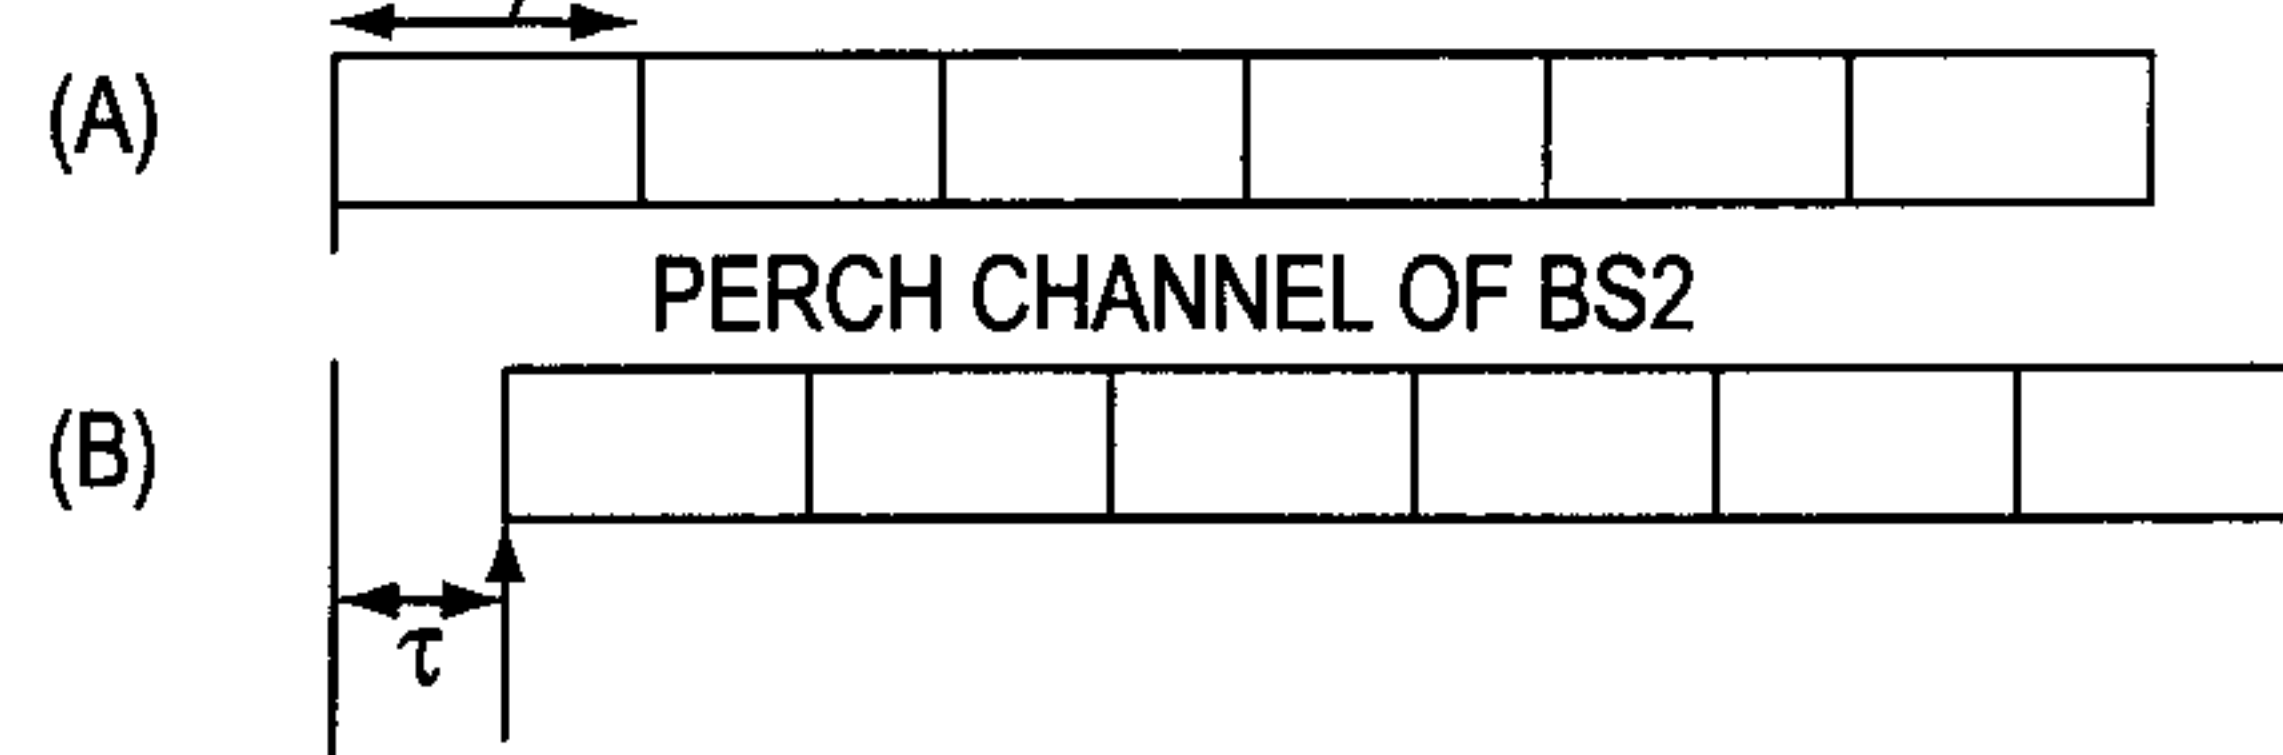 (A)
PERCH CHANNEL OF BS2
(B)
τ